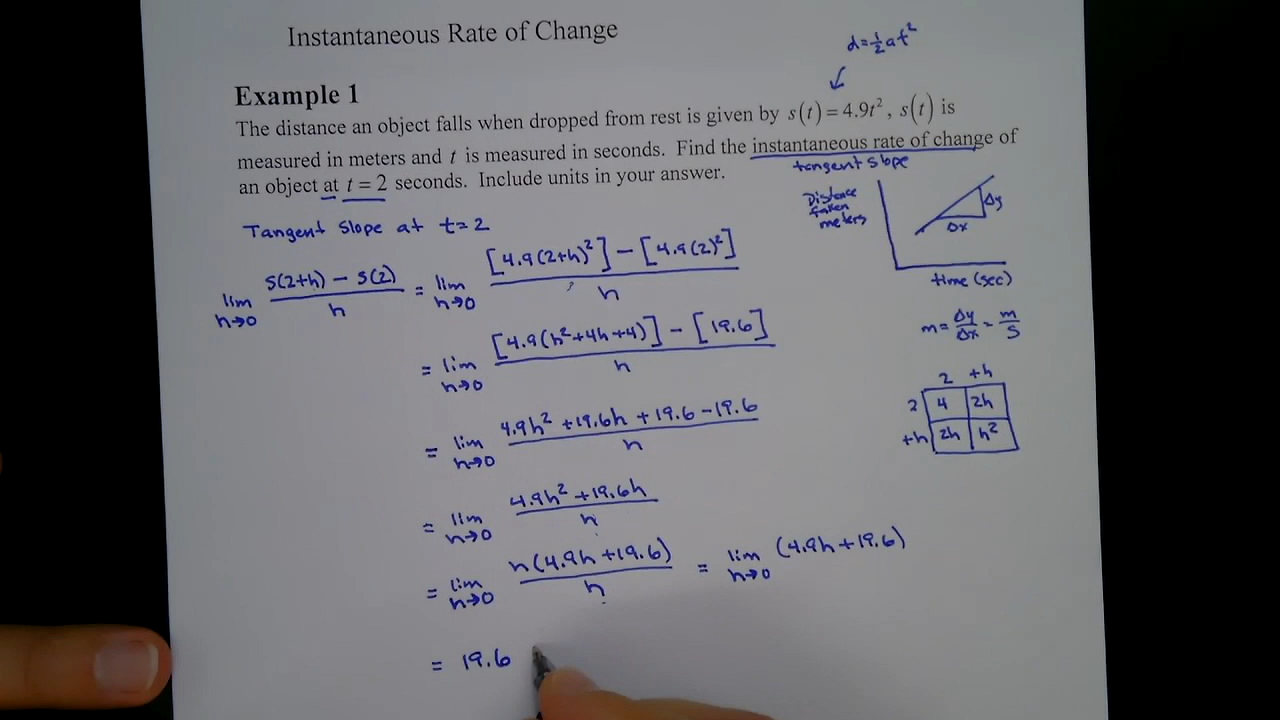 Instantaneous Rate of Change
d = ½at²
Example 1
The distance an object falls when dropped from rest is given by s(t) = 4.9t², s(t) is
measured in meters and t is measured in seconds. Find the instantaneous rate of change of
tangent slope
an object at t = 2 seconds. Include units in your answer.
Distance
fallen
meters
Δy
Δx
time (sec)
Tangent Slope at t=2
lim h→0 (s(2+h) − s(2))/h = lim h→0 ([4.9(2+h)²] − [4.9(2)²])/h
= lim h→0 ([4.9(h²+4h+4)] − [19.6])/h
m = Δy/Δx = m/s
2 +h
2 4 2h
+h 2h h²
= lim h→0 (4.9h² + 19.6h + 19.6 − 19.6)/h
= lim h→0 (4.9h² + 19.6h)/h
= lim h→0 h(4.9h + 19.6)/h = lim h→0 (4.9h + 19.6)
= 19.6